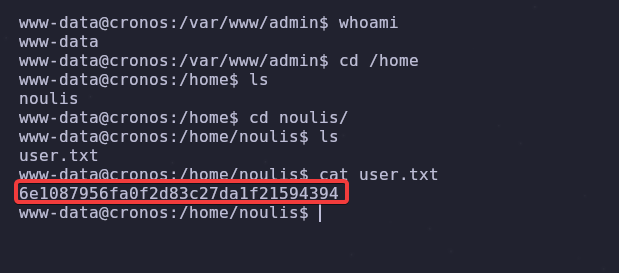 www-data@cronos:/var/www/admin$ whoami
www-data
www-data@cronos:/var/www/admin$ cd /home
www-data@cronos:/home$ ls
noulis
www-data@cronos:/home$ cd noulis/
www-data@cronos:/home/noulis$ ls
user.txt
www-data@cronos:/home/noulis$ cat user.txt
6e1087956fa0f2d83c27da1f21594394
www-data@cronos:/home/noulis$